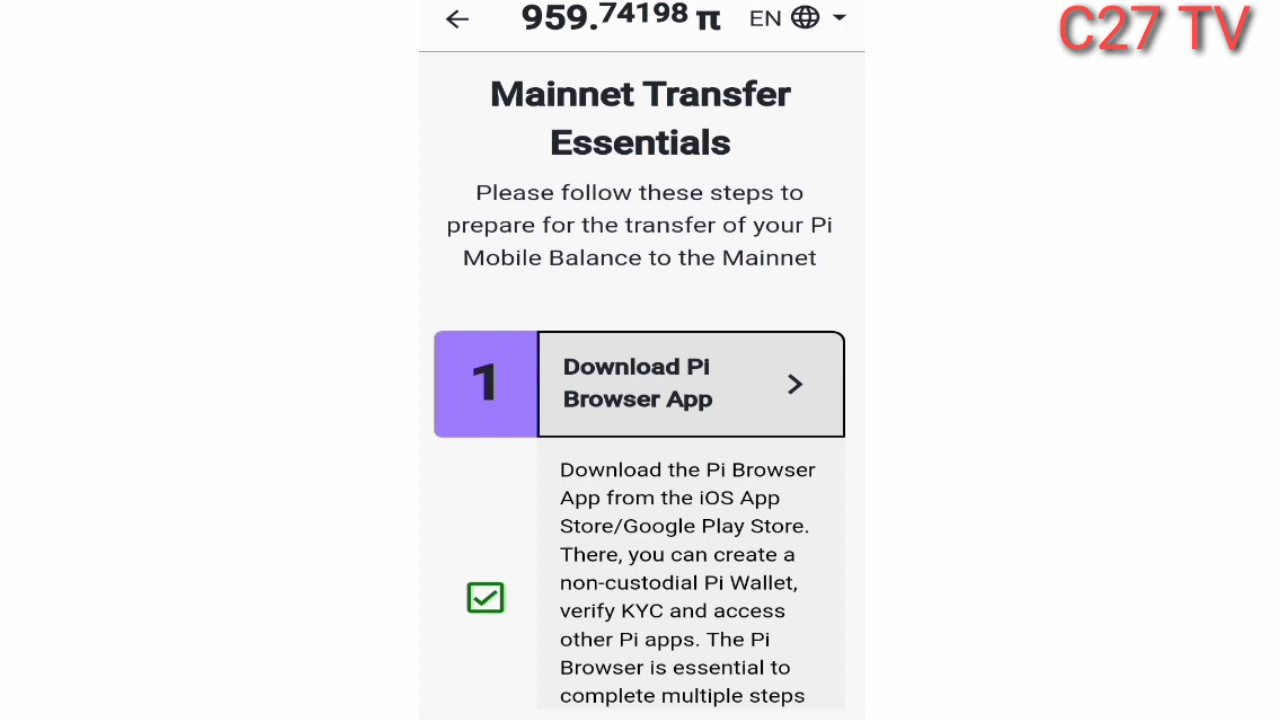 959.74198 π EN
C27 TV
Mainnet Transfer
Essentials
Please follow these steps to
prepare for the transfer of your Pi
Mobile Balance to the Mainnet
1
Download Pi
Browser App
Download the Pi Browser
App from the iOS App
Store/Google Play Store.
There, you can create a
non-custodial Pi Wallet,
verify KYC and access
other Pi apps. The Pi
Browser is essential to
complete multiple steps